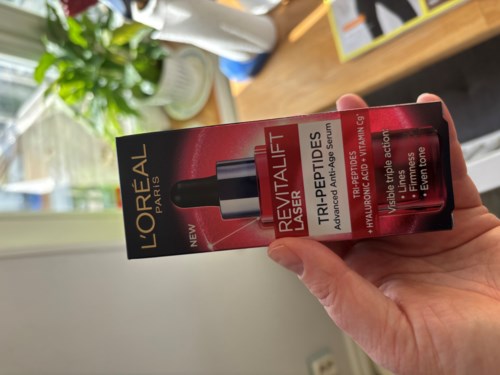 L'ORÉAL
PARIS
NEW
REVITALIFT
LASER
TRI-PEPTIDES
Advanced Anti-Age Serum
TRI-PEPTIDES
+ HYALURONIC ACID + VITAMIN Cg*
Visible triple action:
• Lines
• Firmness
• Even tone